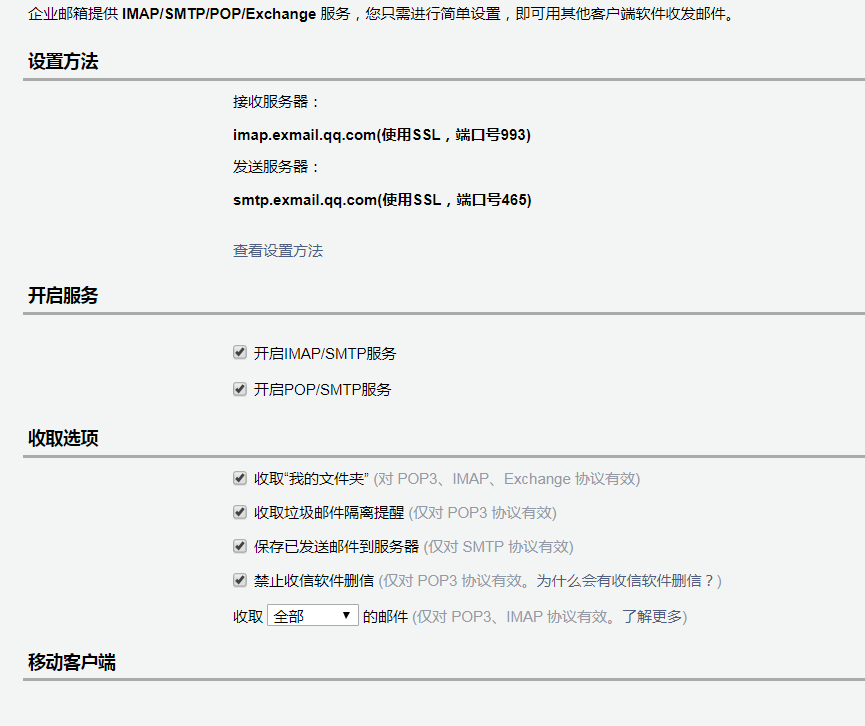 企业邮箱提供 IMAP/SMTP/POP/Exchange 服务，您只需进行简单设置，即可用其他客户端软件收发邮件。
设置方法
接收服务器：
imap.exmail.qq.com(使用SSL，端口号993)
发送服务器：
smtp.exmail.qq.com(使用SSL，端口号465)
查看设置方法
开启服务
开启IMAP/SMTP服务
开启POP/SMTP服务
收取选项
收取“我的文件夹” (对 POP3、IMAP、Exchange 协议有效)
收取垃圾邮件隔离提醒 (仅对 POP3 协议有效)
保存已发送邮件到服务器 (仅对 SMTP 协议有效)
禁止收信软件删信 (仅对 POP3 协议有效。为什么会有收信软件删信？)
收取 全部 的邮件 (仅对 POP3、IMAP 协议有效。了解更多)
移动客户端